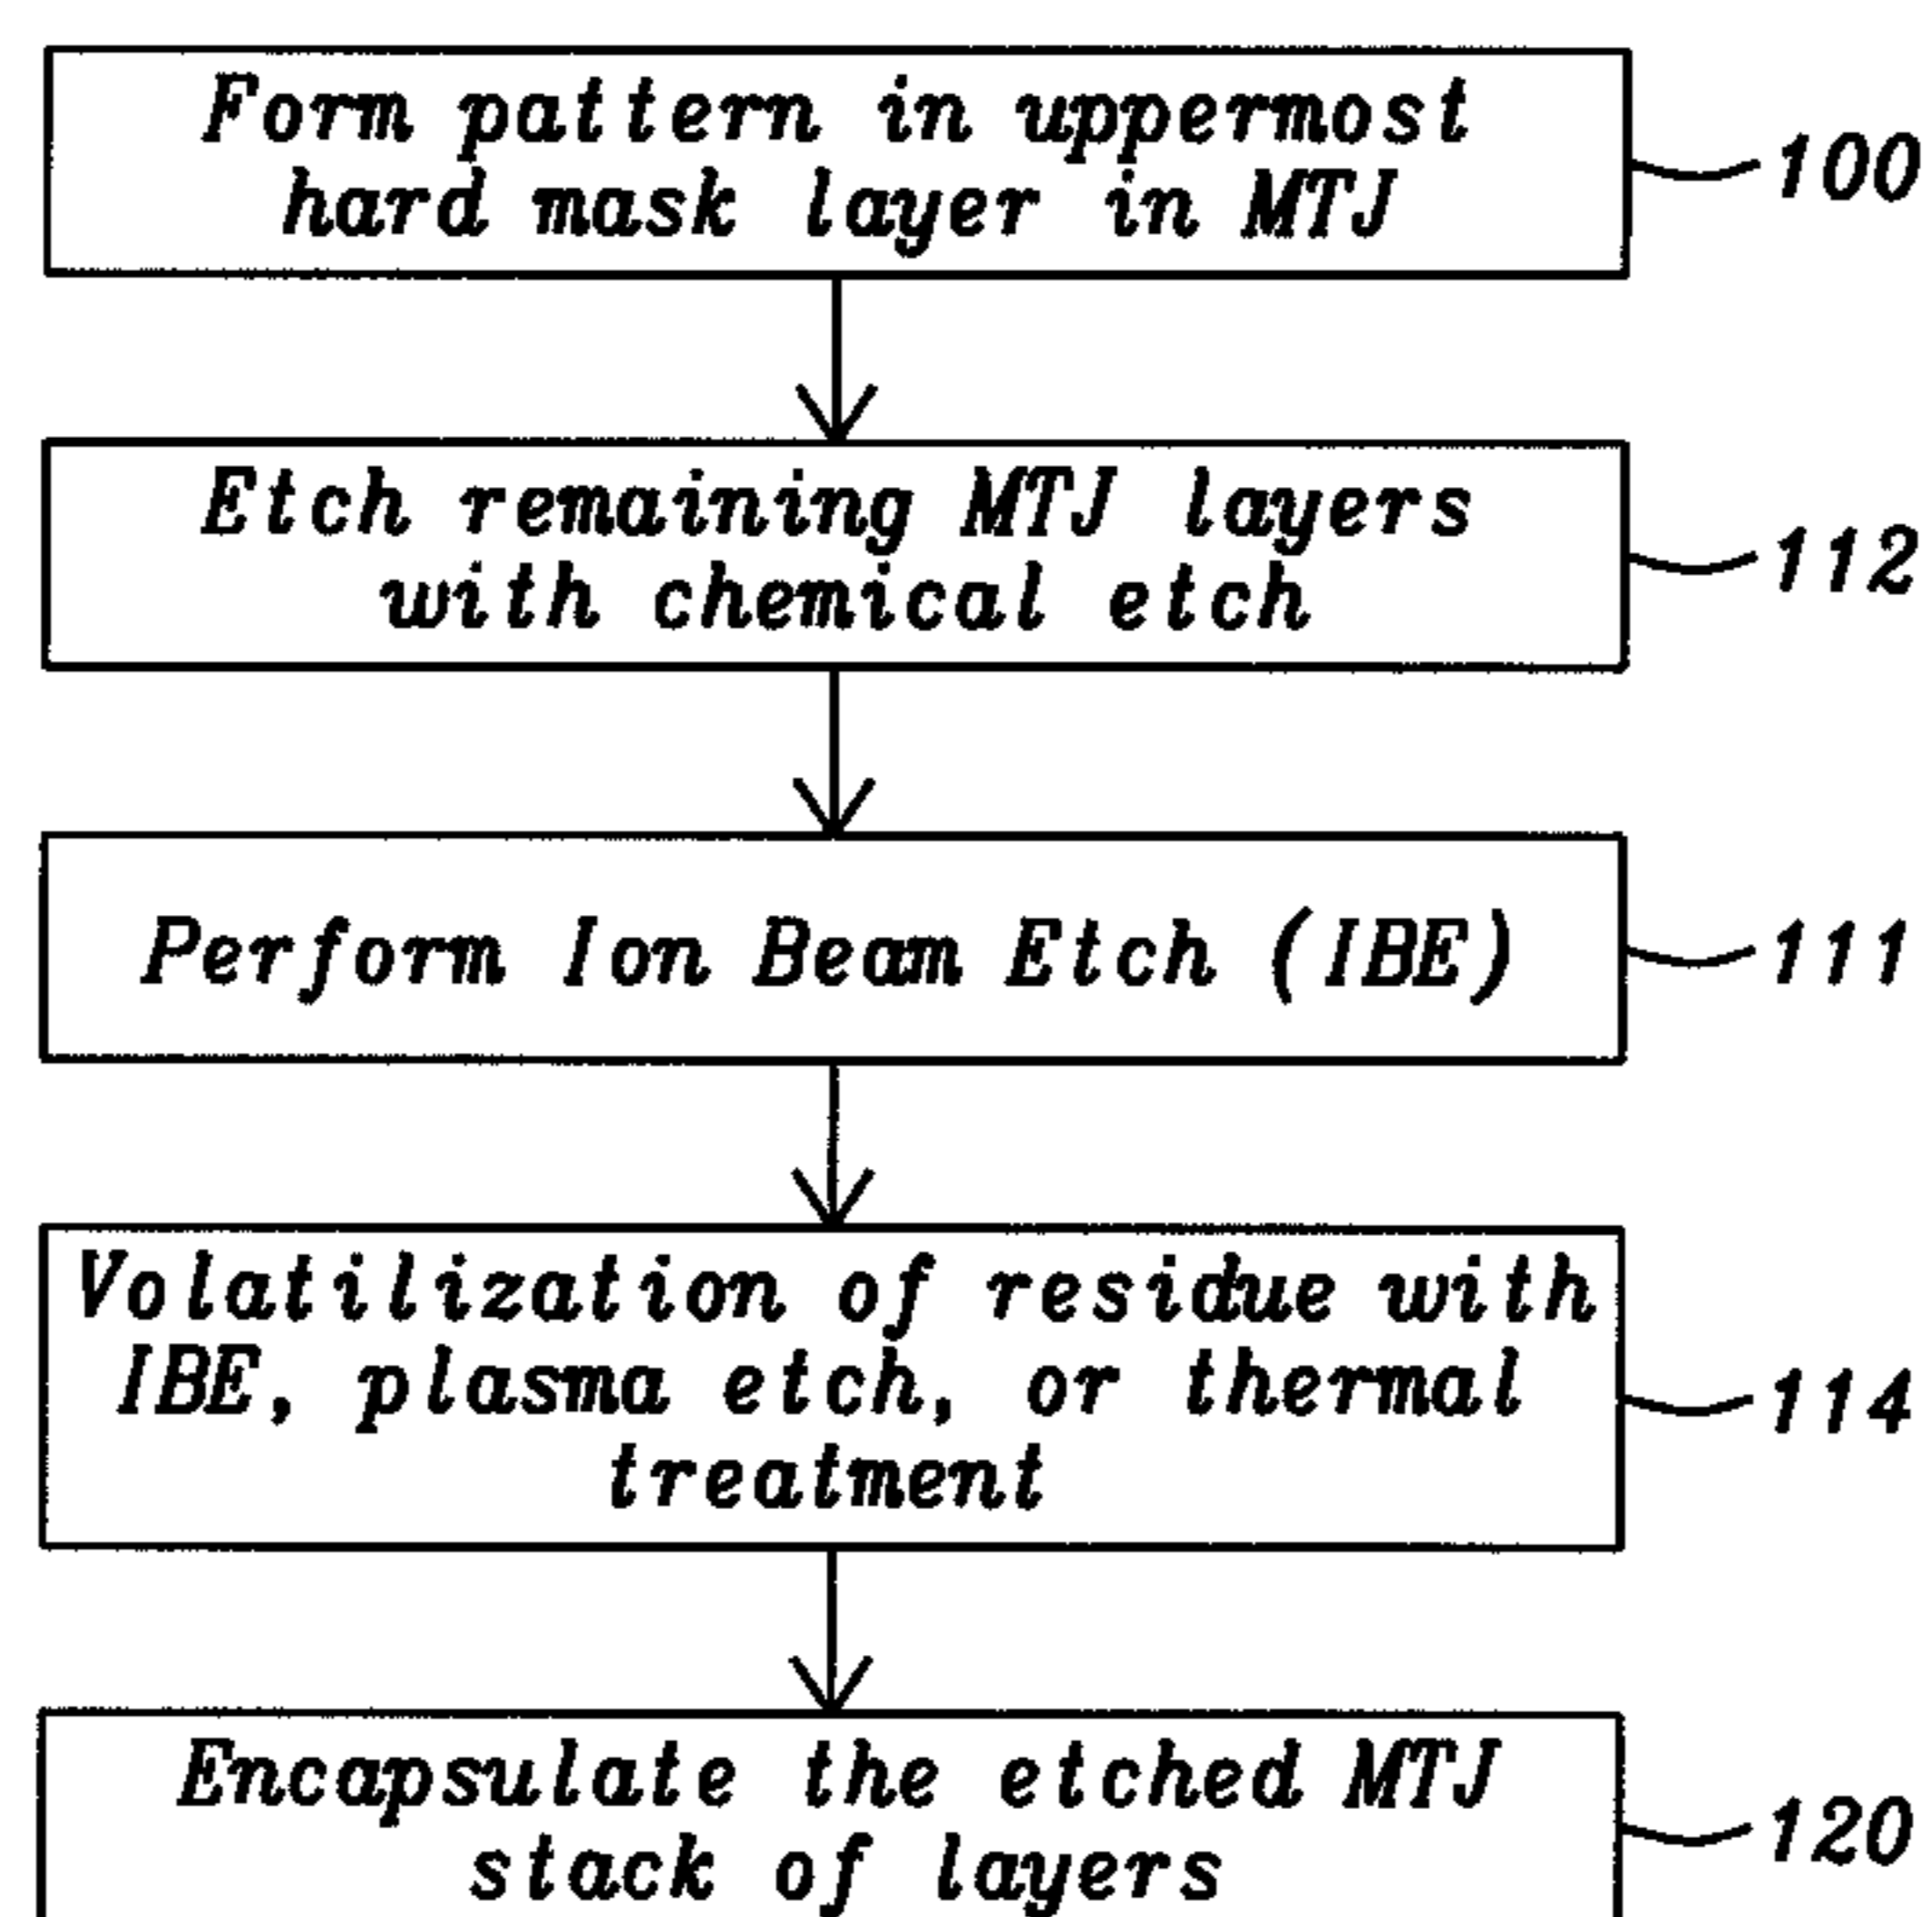 Form pattern in uppermost
hard mask layer in MTJ
100
Etch remaining MTJ layers
with chemical etch
112
Perform Ion Beam Etch (IBE)
111
Volatilization of residue with
IBE, plasma etch, or thermal
treatment
114
Encapsulate the etched MTJ
stack of layers
120